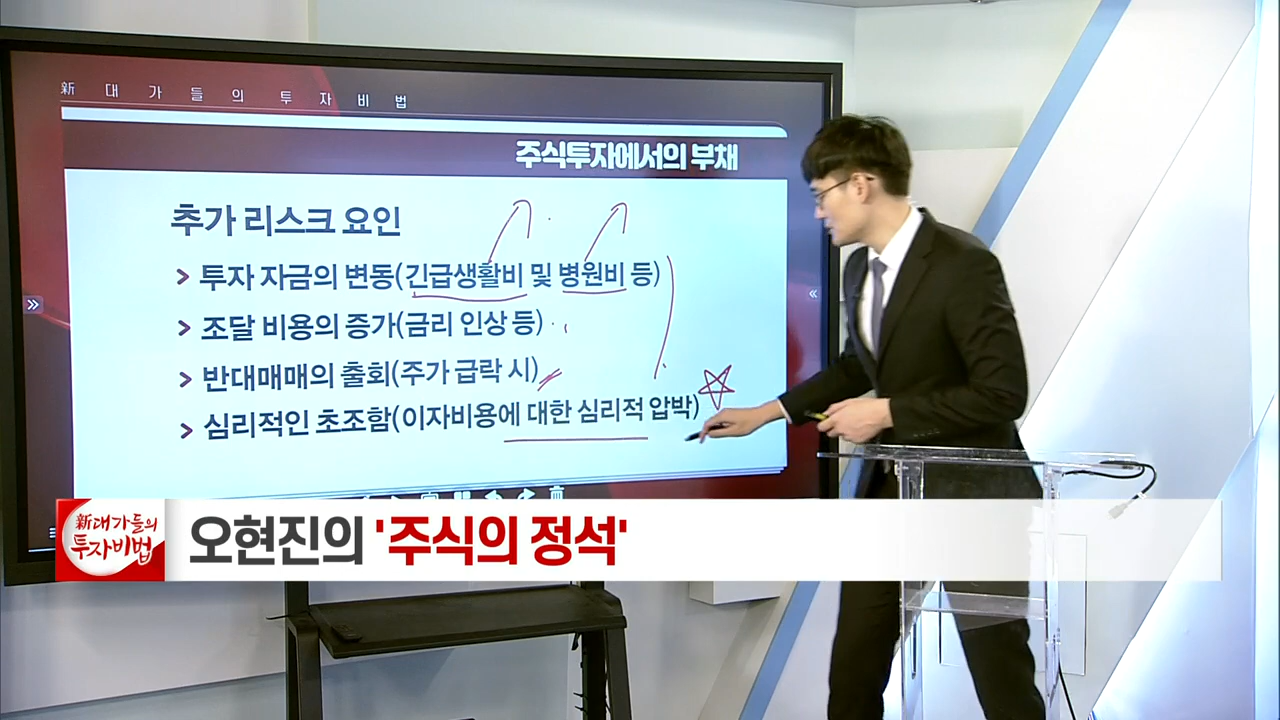 新대가들의 투자비법
주식투자에서의 부채
추가 리스크 요인
> 투자 자금의 변동(긴급생활비 및 병원비 등)
> 조달 비용의 증가(금리 인상 등)
> 반대매매의 출회(주가 급락 시)
> 심리적인 초조함(이자비용에 대한 심리적 압박)
新대가들의
투자비법
오현진의 '주식의 정석'